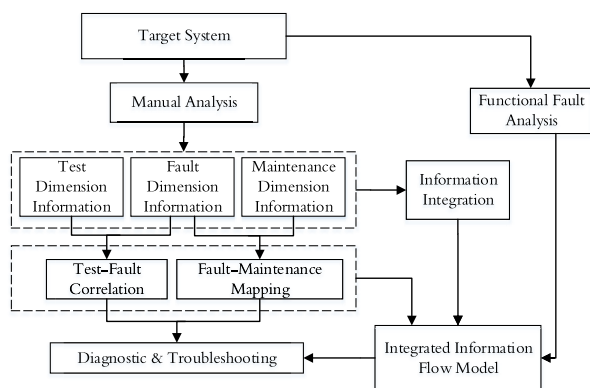 Target System
Manual Analysis
Functional Fault
Analysis
Test
Dimension
Information
Fault
Dimension
Information
Maintenance
Dimension
Information
Information
Integration
Test–Fault
Correlation
Fault–Maintenance
Mapping
Diagnostic & Troubleshooting
Integrated Information
Flow Model